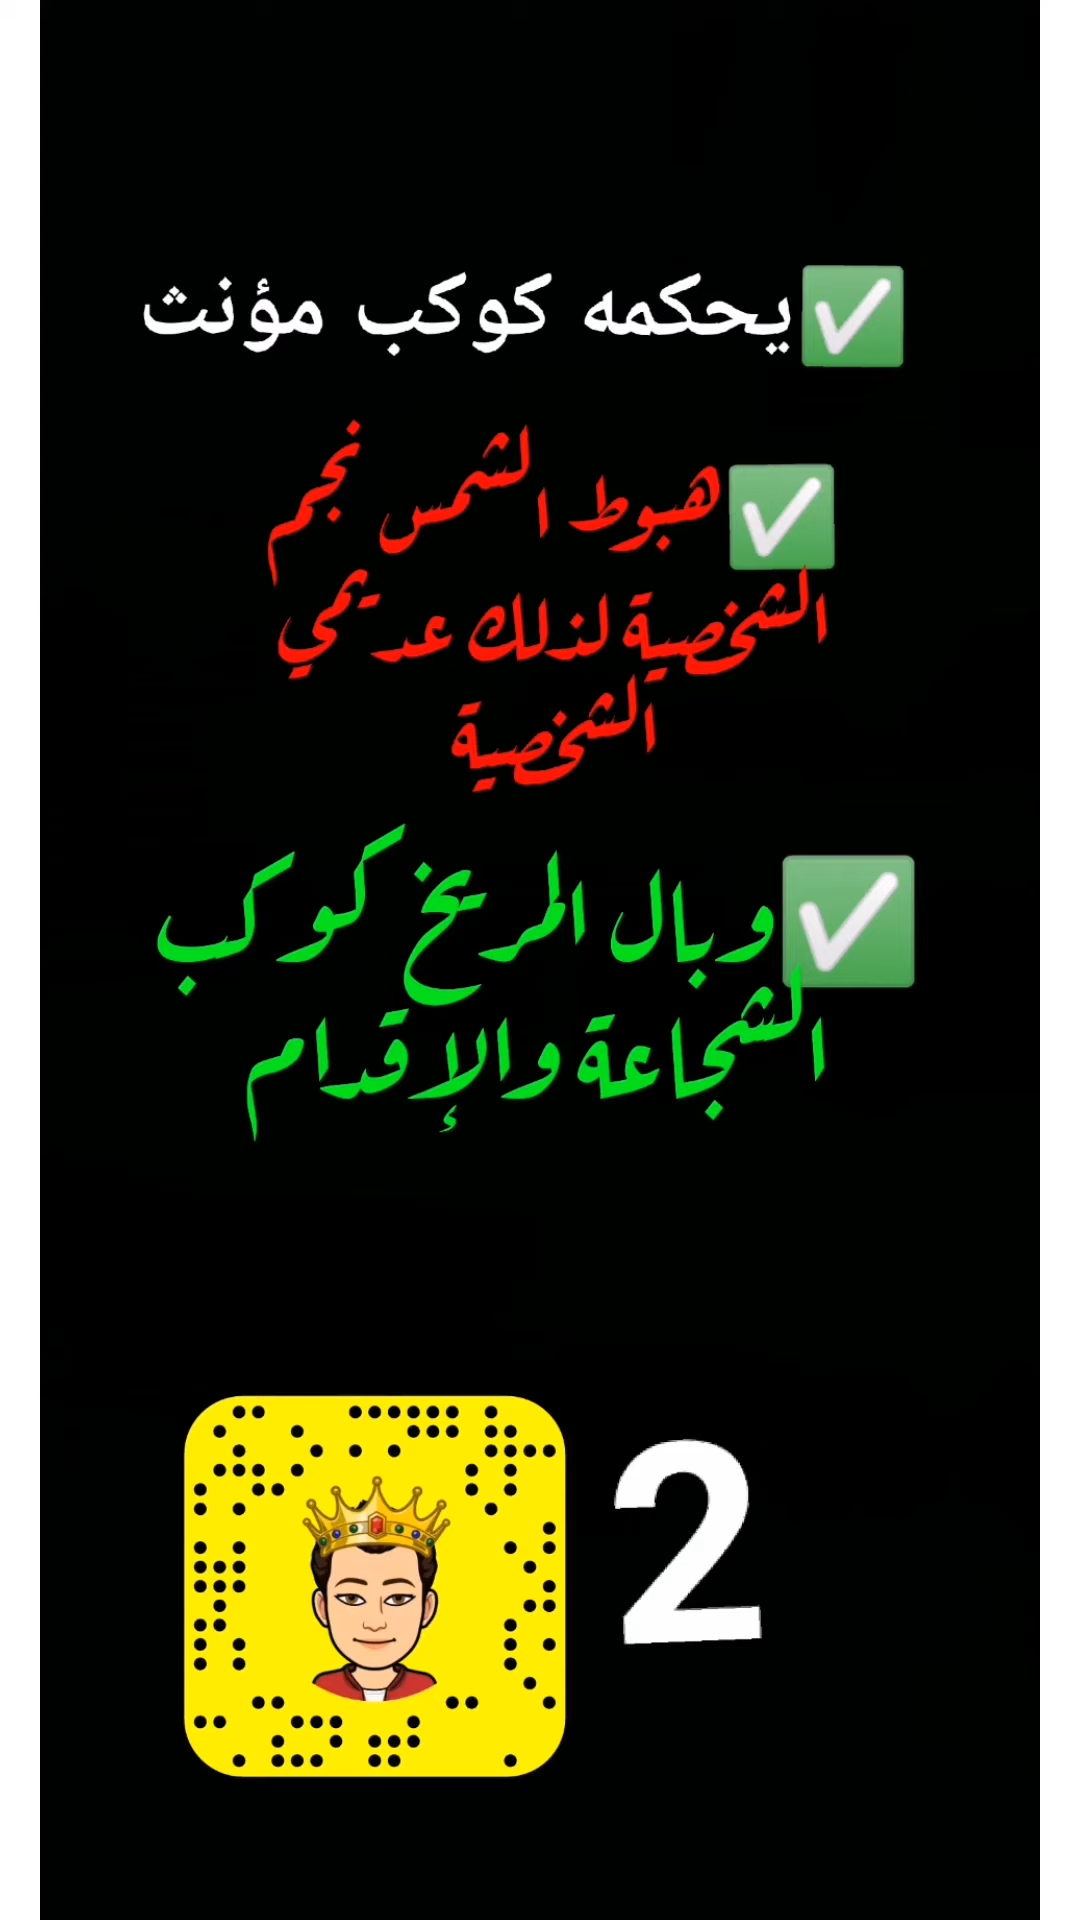 ✅يحكمه كوكب مؤنث
✅هبوط الشمس نجم
الشخصية لذلك عديمي
الشخصية
✅وبال المريخ كوكب
الشجاعة والإقدام
2